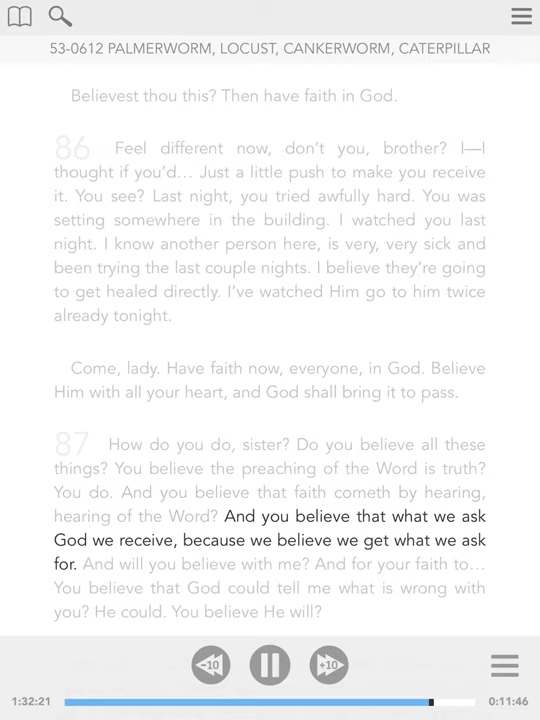 53-0612 PALMERWORM, LOCUST, CANKERWORM, CATERPILLAR
Believest thou this? Then have faith in God.
86 Feel different now, don't you, brother? I—I
thought if you'd... Just a little push to make you receive
it. You see? Last night, you tried awfully hard. You was
setting somewhere in the building. I watched you last
night. I know another person here, is very, very sick and
been trying the last couple nights. I believe they're going
to get healed directly. I've watched Him go to him twice
already tonight.
Come, lady. Have faith now, everyone, in God. Believe
Him with all your heart, and God shall bring it to pass.
87 How do you do, sister? Do you believe all these
things? You believe the preaching of the Word is truth?
You do. And you believe that faith cometh by hearing,
hearing of the Word? And you believe that what we ask
God we receive, because we believe we get what we ask
for. And will you believe with me? And for your faith to...
You believe that God could tell me what is wrong with
you? He could. You believe He will?
-10 +10
1:32:21 0:11:46